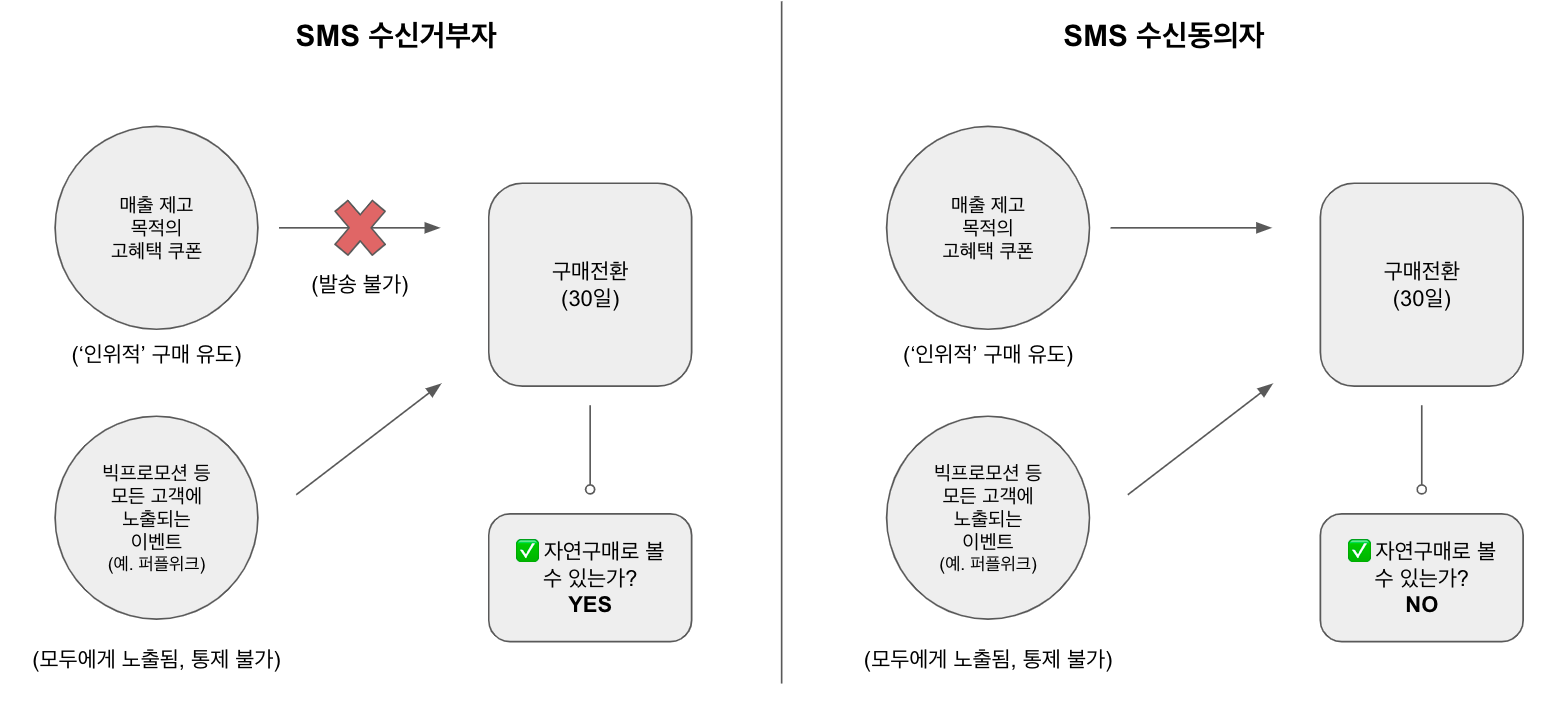 SMS 수신거부자
매출 제고
목적의
고혜택 쿠폰
(발송 불가)
('인위적' 구매 유도)
구매전환
(30일)
빅프로모션 등
모든 고객에
노출되는
이벤트
(예. 퍼플위크)
✅ 자연구매로 볼
수 있는가?
YES
(모두에게 노출됨, 통제 불가)
SMS 수신동의자
매출 제고
목적의
고혜택 쿠폰
('인위적' 구매 유도)
구매전환
(30일)
빅프로모션 등
모든 고객에
노출되는
이벤트
(예. 퍼플위크)
✅ 자연구매로 볼
수 있는가?
NO
(모두에게 노출됨, 통제 불가)